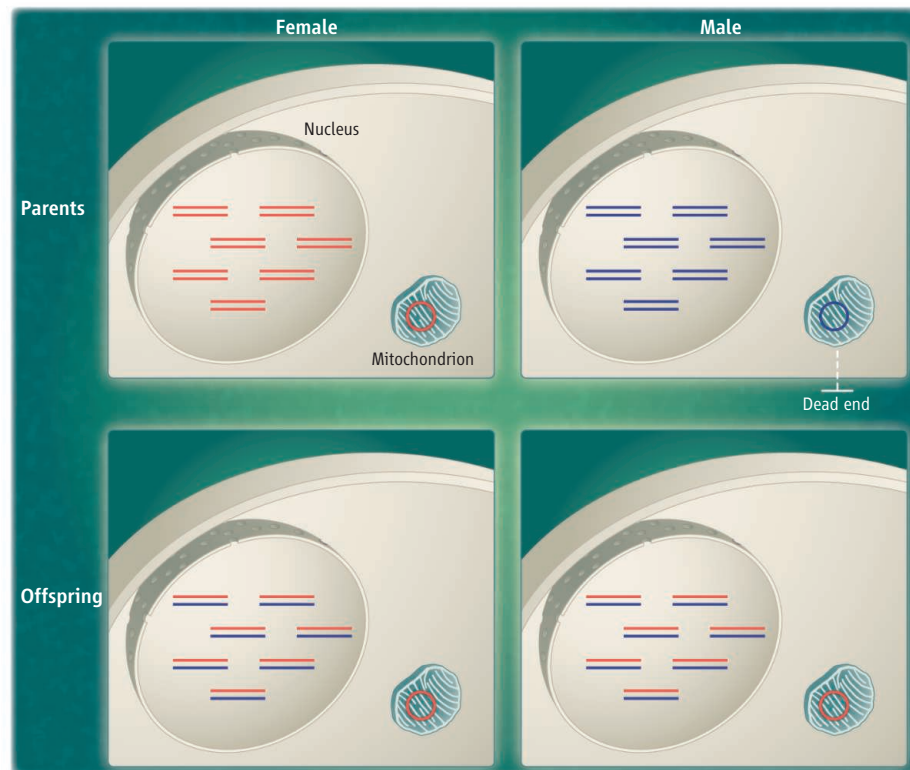 Female
Male
Nucleus
Parents
Mitochondrion
Dead end
Offspring